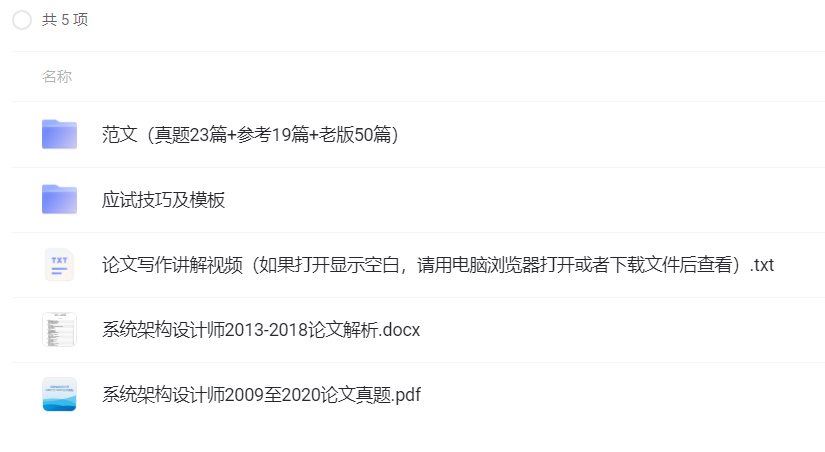 共 5 项
名称
范文（真题23篇+参考19篇+老版50篇）
应试技巧及模板
TXT
论文写作讲解视频（如果打开显示空白，请用电脑浏览器打开或者下载文件后查看）.txt
系统架构设计师2013-2018论文解析.docx
系统架构设计师2009至2020论文真题.pdf